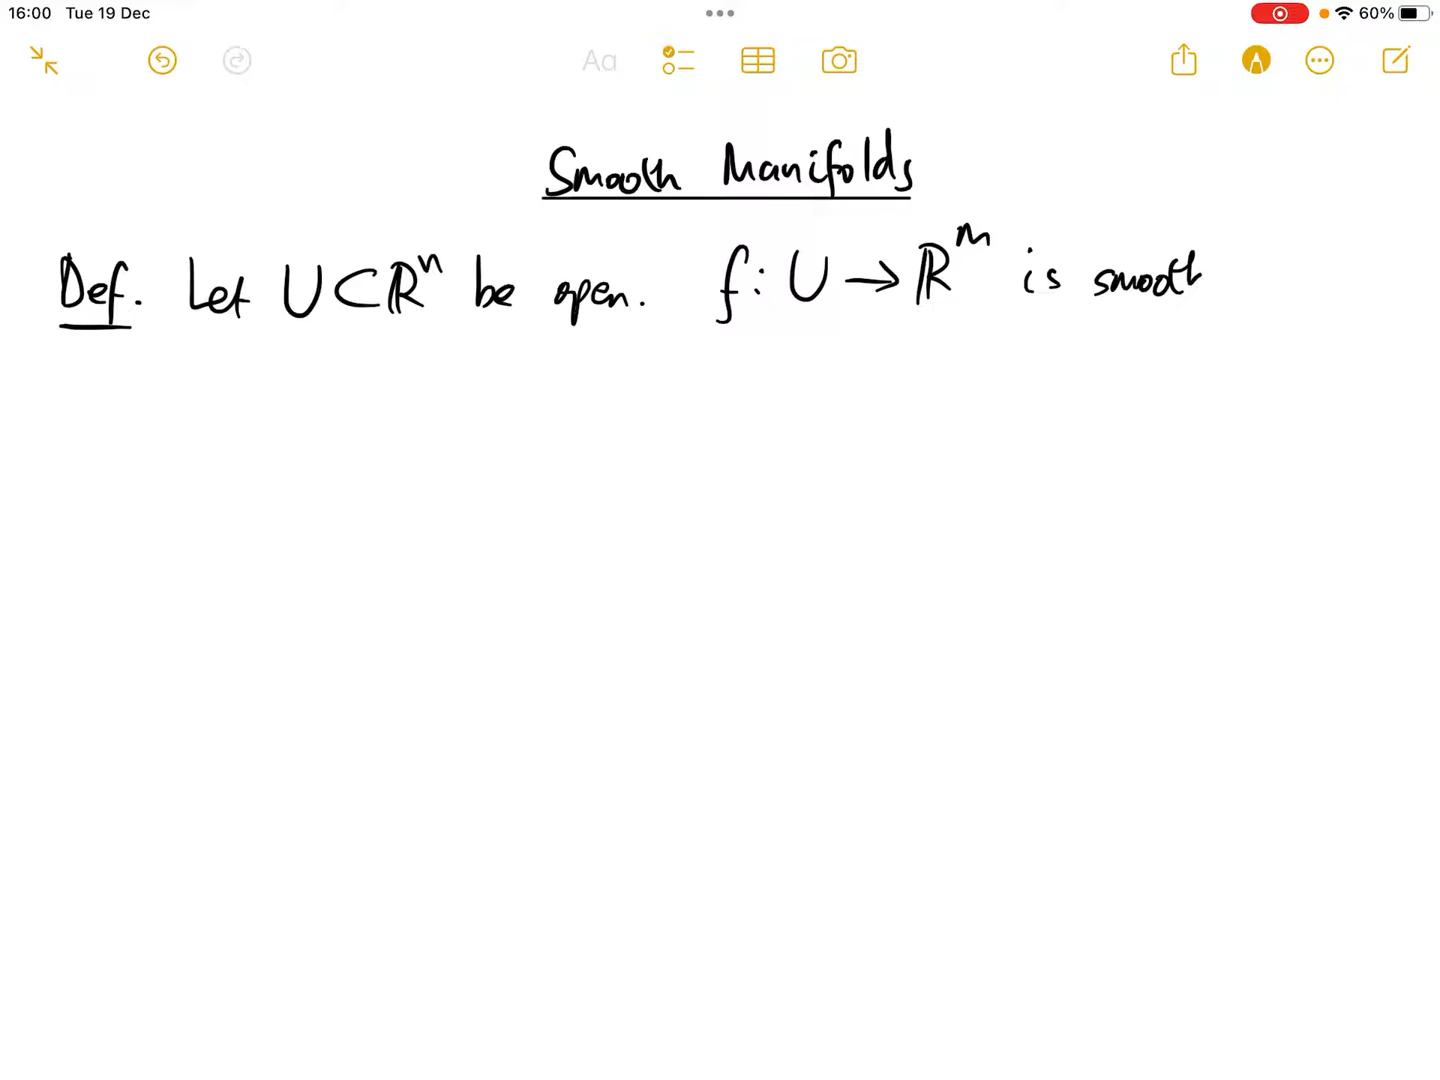 16:00 Tue 19 Dec 60%
Aa
Smooth Manifolds
Def. Let U⊂ℝⁿ be open. f: U→ℝᵐ is smooth